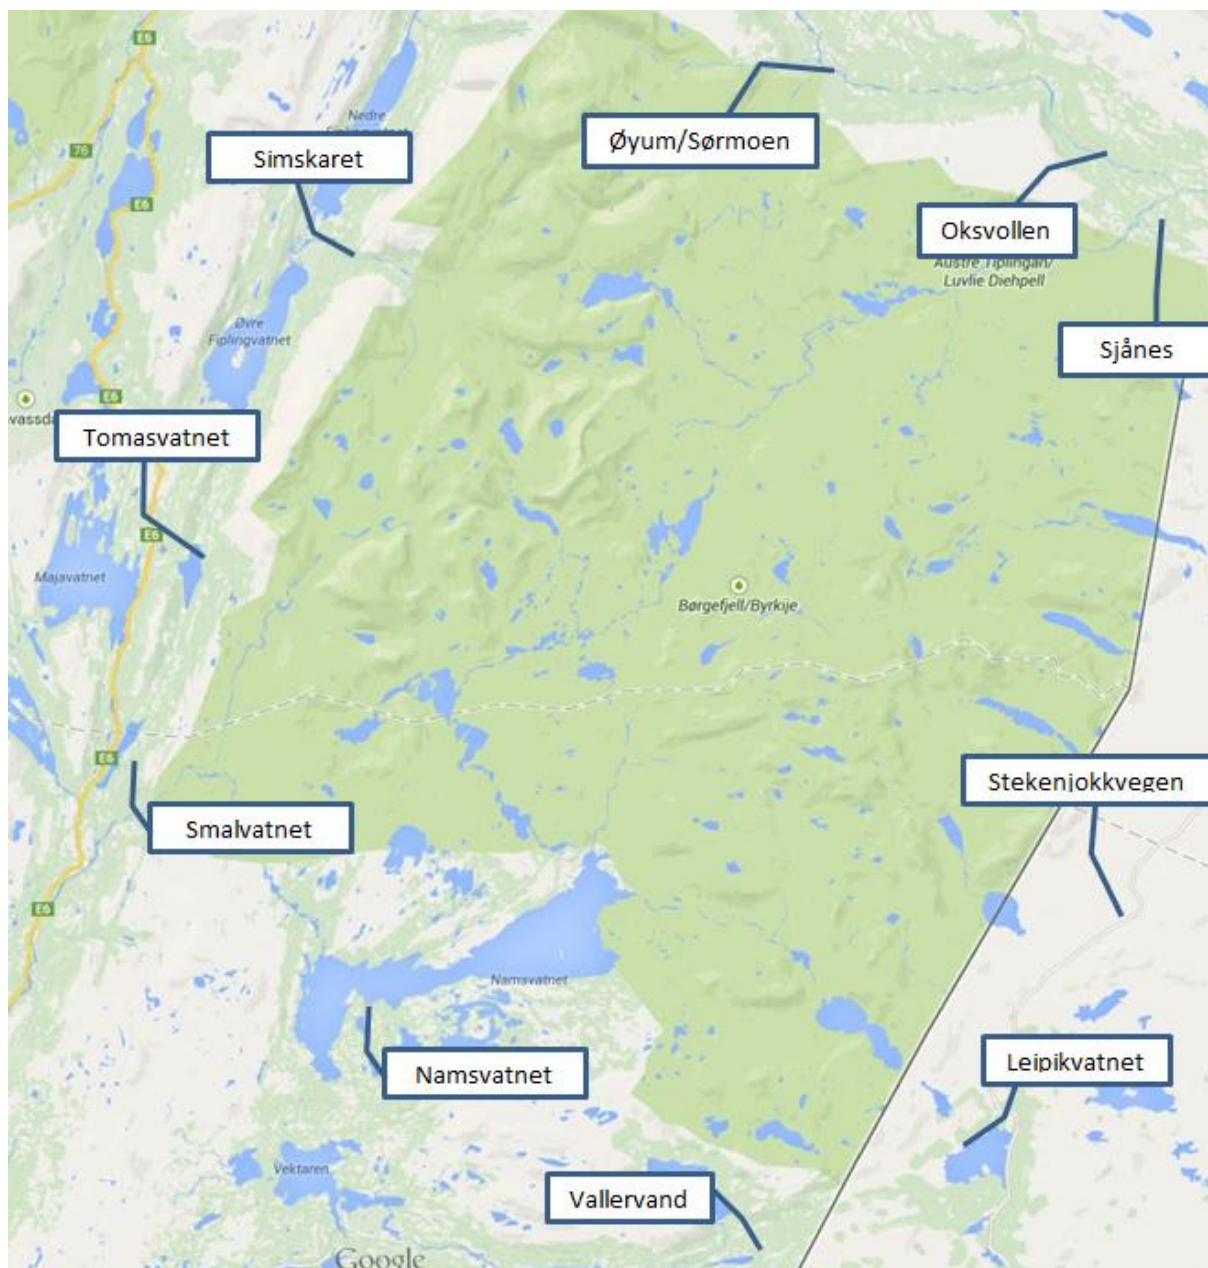 E6
Nedre
76
Simskaret
Øyum/Sørmoen
E6
Oksvollen
Austre Tiplingan/
Luvlie Diehpell
Øvre
Fiplingvatnet
Sjånes
E6
Tomasvatnet
E6
Majavatnet
Børgefjell/Byrkije
E6
Stekenjokkvegen
Smalvatnet
E6
Namsvatnet
Leipikvatnet
Namsvatnet
Vektaren
Vallervand
Google